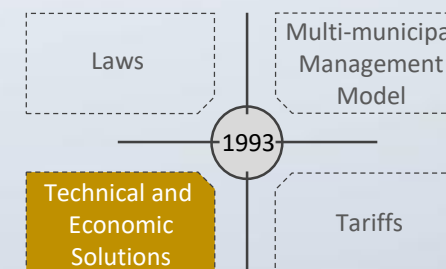 Laws
Multi-municipa
Management
Model
1993
Technical and
Economic
Solutions
Tariffs